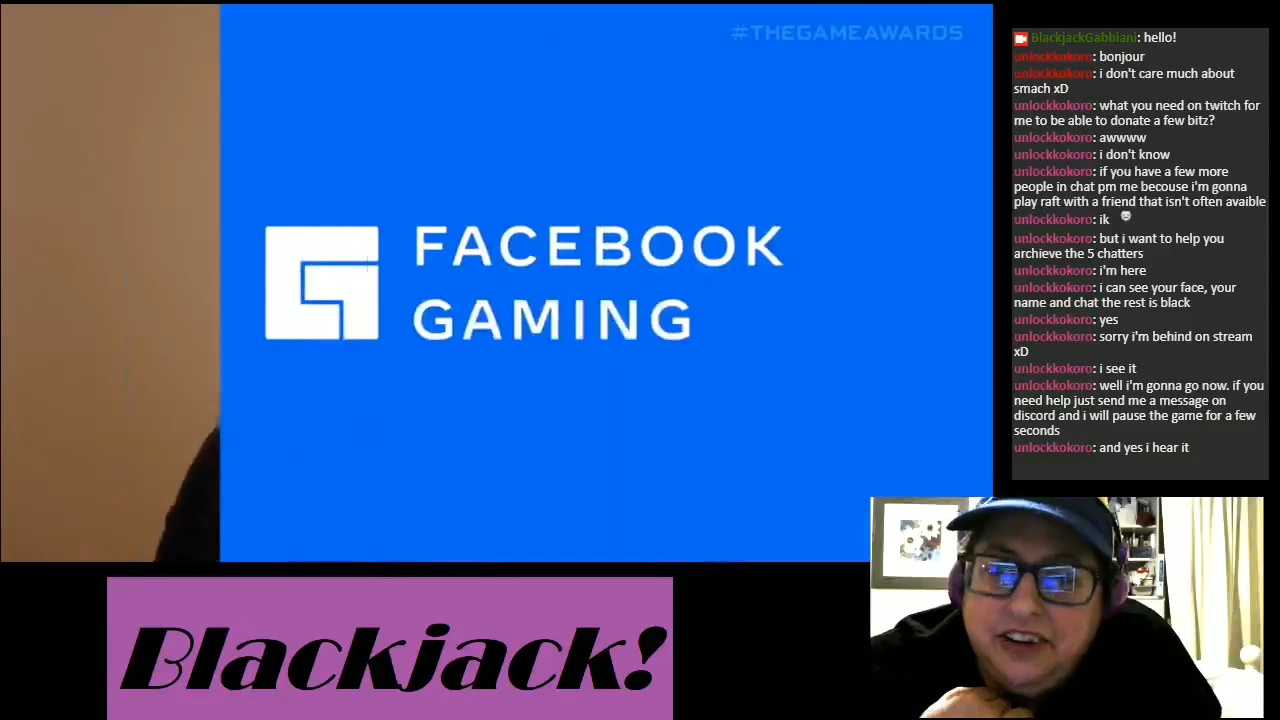 #THEGAMEAWARDS
FACEBOOK
GAMING
BlackjackGabbiani: hello!
unlockkokoro: bonjour
unlockkokoro: i don't care much about
smach xD
unlockkokoro: what you need on twitch for
me to be able to donate a few bitz?
unlockkokoro: awwww
unlockkokoro: i don't know
unlockkokoro: if you have a few more
people in chat pm me becouse i'm gonna
play raft with a friend that isn't often avaible
unlockkokoro: ik
unlockkokoro: but i want to help you
archieve the 5 chatters
unlockkokoro: i'm here
unlockkokoro: i can see your face, your
name and chat the rest is black
unlockkokoro: yes
unlockkokoro: sorry i'm behind on stream
xD
unlockkokoro: i see it
unlockkokoro: well i'm gonna go now. if you
need help just send me a message on
discord and i will pause the game for a few
seconds
unlockkokoro: and yes i hear it
Blackjack!